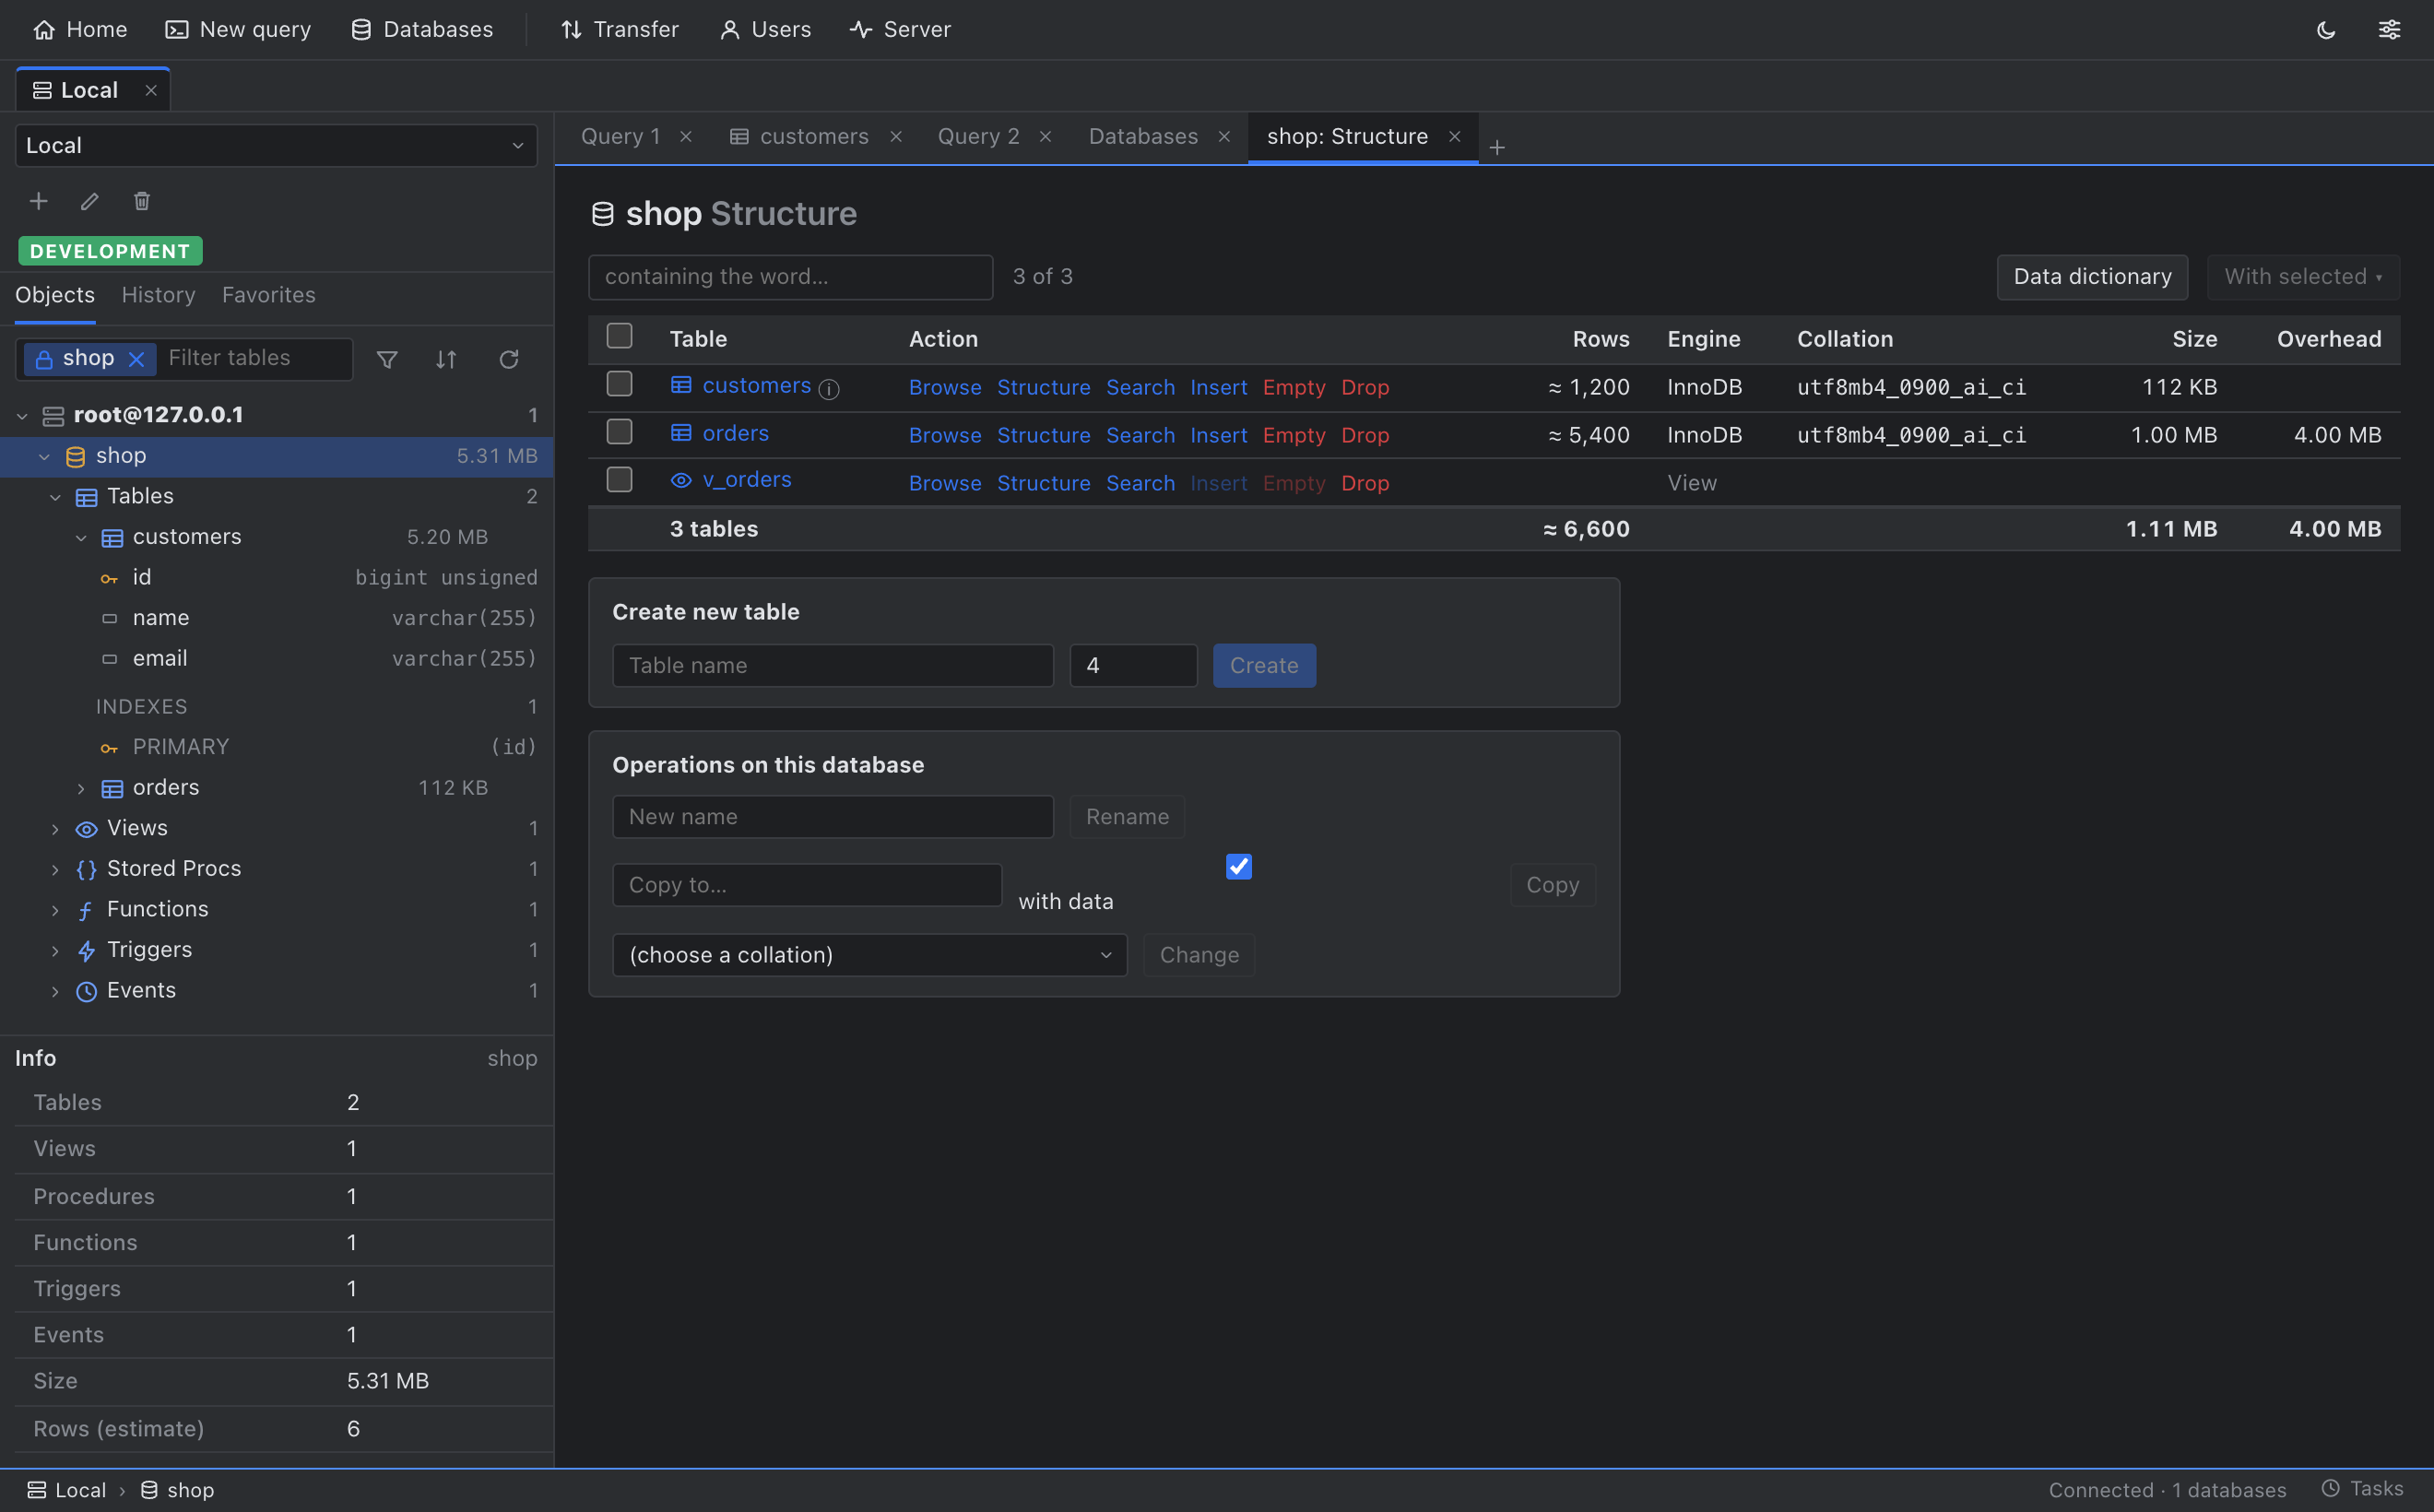 Home New query Databases Transfer Users Server
Local
Local
DEVELOPMENT
Objects History Favorites
shop Filter tables
root@127.0.0.1 1
shop 5.31 MB
Tables 2
customers 5.20 MB
id bigint unsigned
name varchar(255)
email varchar(255)
INDEXES 1
PRIMARY (id)
orders 112 KB
Views 1
Stored Procs 1
Functions 1
Triggers 1
Events 1
Info shop
Tables 2
Views 1
Procedures 1
Functions 1
Triggers 1
Events 1
Size 5.31 MB
Rows (estimate) 6
Query 1 customers Query 2 Databases shop: Structure
shop Structure
containing the word... 3 of 3 Data dictionary With selected
Table Action Rows Engine Collation Size Overhead
customers Browse Structure Search Insert Empty Drop ≈ 1,200 InnoDB utf8mb4_0900_ai_ci 112 KB
orders Browse Structure Search Insert Empty Drop ≈ 5,400 InnoDB utf8mb4_0900_ai_ci 1.00 MB 4.00 MB
v_orders Browse Structure Search Insert Empty Drop View
3 tables ≈ 6,600 1.11 MB 4.00 MB
Create new table
Table name 4 Create
Operations on this database
New name Rename
Copy to... with data Copy
(choose a collation) Change
Local › shop Connected · 1 databases Tasks